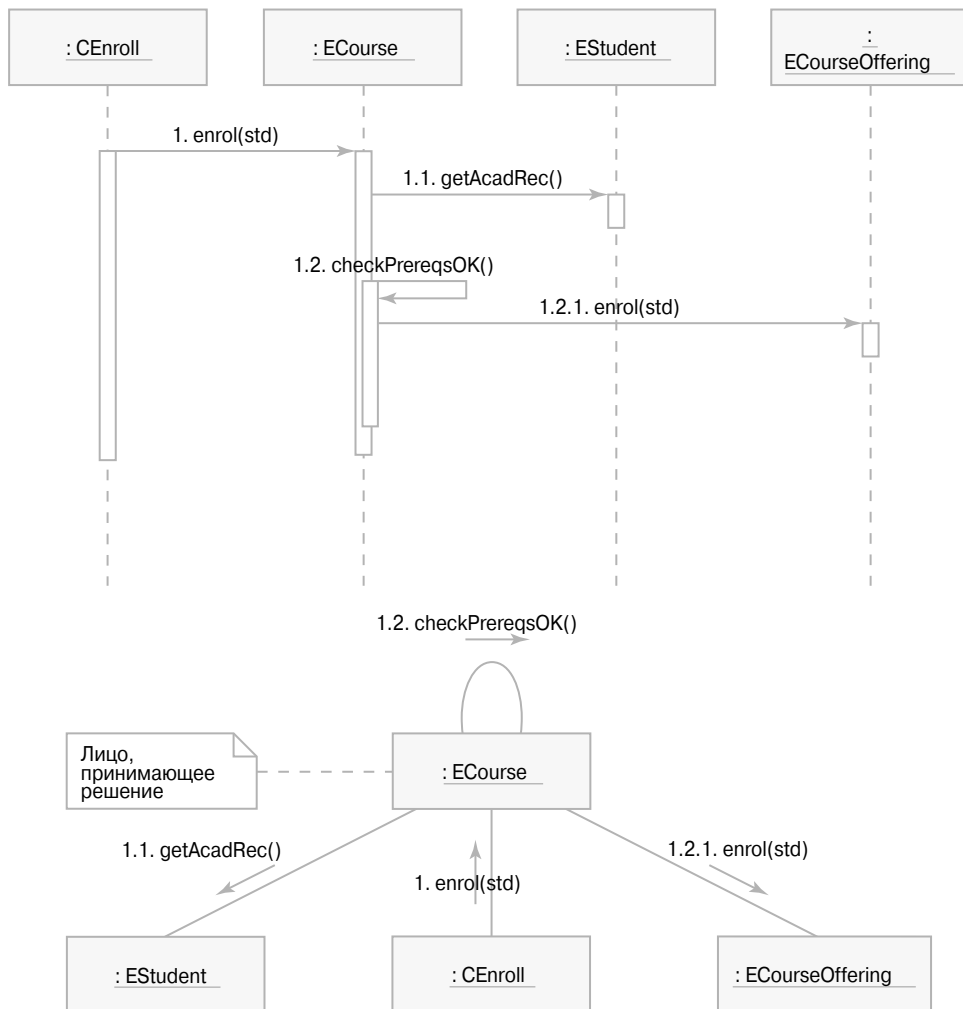 : CEnroll
: ECourse
: EStudent
:
ECourseOffering
1. enrol(std)
1.1. getAcadRec()
1.2. checkPrereqsOK()
1.2.1. enrol(std)
1.2. checkPrereqsOK()
Лицо,
принимающее
решение
: ECourse
1.1. getAcadRec()
1. enrol(std)
1.2.1. enrol(std)
: EStudent
: CEnroll
: ECourseOffering